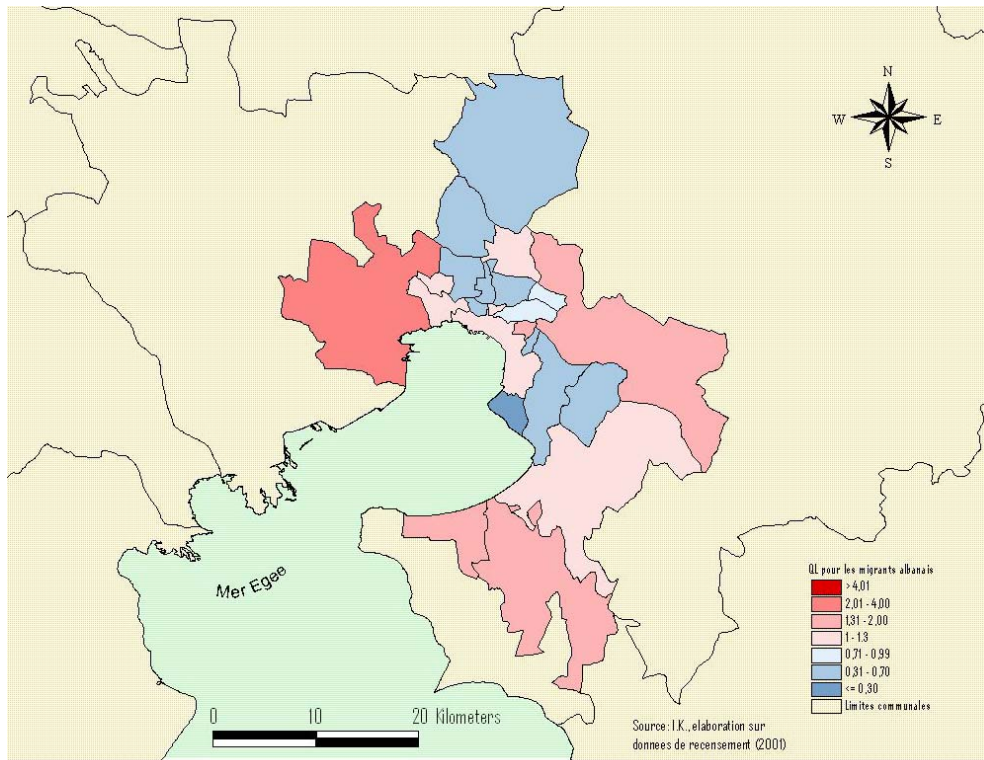 N
W E
S
Mer Egee
QL pour les migrants albanais
> 4,01
2,01 - 4,00
1,31 - 2,00
1 - 1.3
0,71 - 0,99
0,31 - 0,70
<= 0,30
Limites communales
0 10 20 Kilometers
Source: I.K., elaboration sur
donnees de recensement (2001)